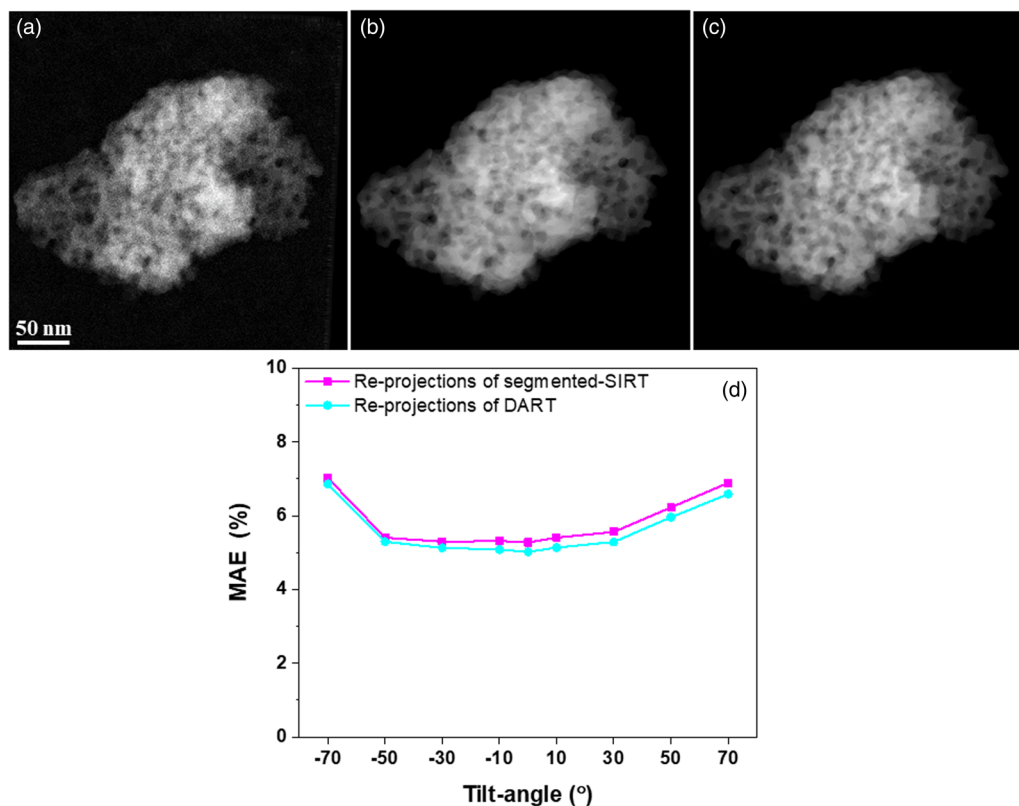 (a)
(b)
(c)
50 nm
10
Re-projections of segmented-SIRT
(d)
Re-projections of DART
8
6
4
2
0
MAE (%)
-70 -50 -30 -10 10 30 50 70
Tilt-angle (°)